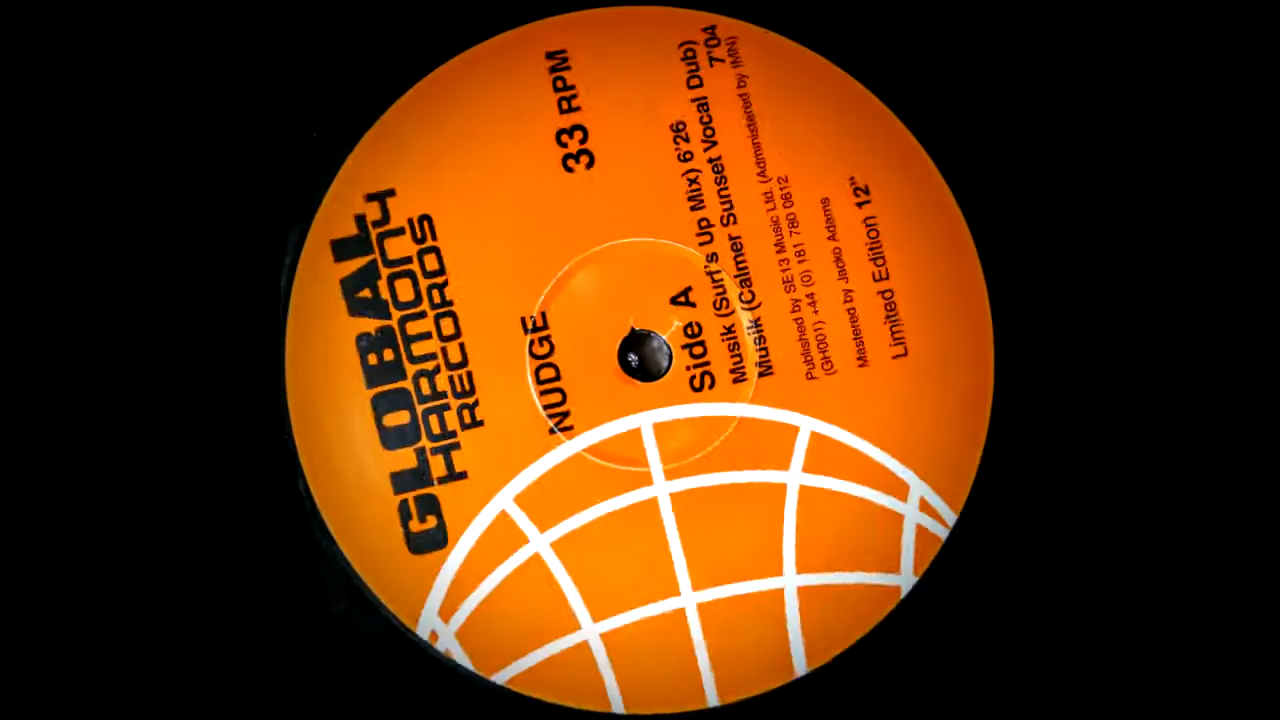 GLOBAL
HARMONY
RECORDS
NUDGE
33 RPM
Side A
Musik (Surf's Up Mix) 6'26
Musik (Calmer Sunset Vocal Dub)
7'04
Published by SE13 Music Ltd. (Administered by IMN)
(GH001) +44 (0) 181 780 0612
Mastered by Jacko Adams
Limited Edition 12"